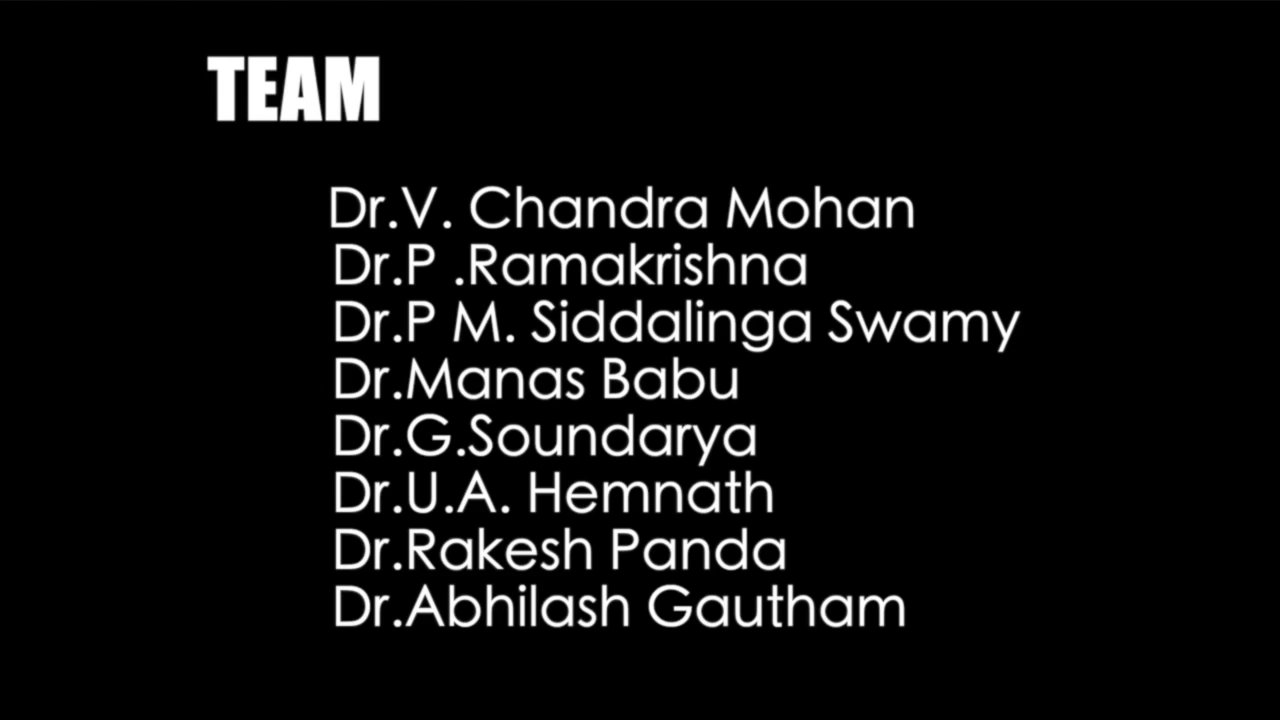 TEAM
Dr.V. Chandra Mohan
Dr.P .Ramakrishna
Dr.P M. Siddalinga Swamy
Dr.Manas Babu
Dr.G.Soundarya
Dr.U.A. Hemnath
Dr.Rakesh Panda
Dr.Abhilash Gautham